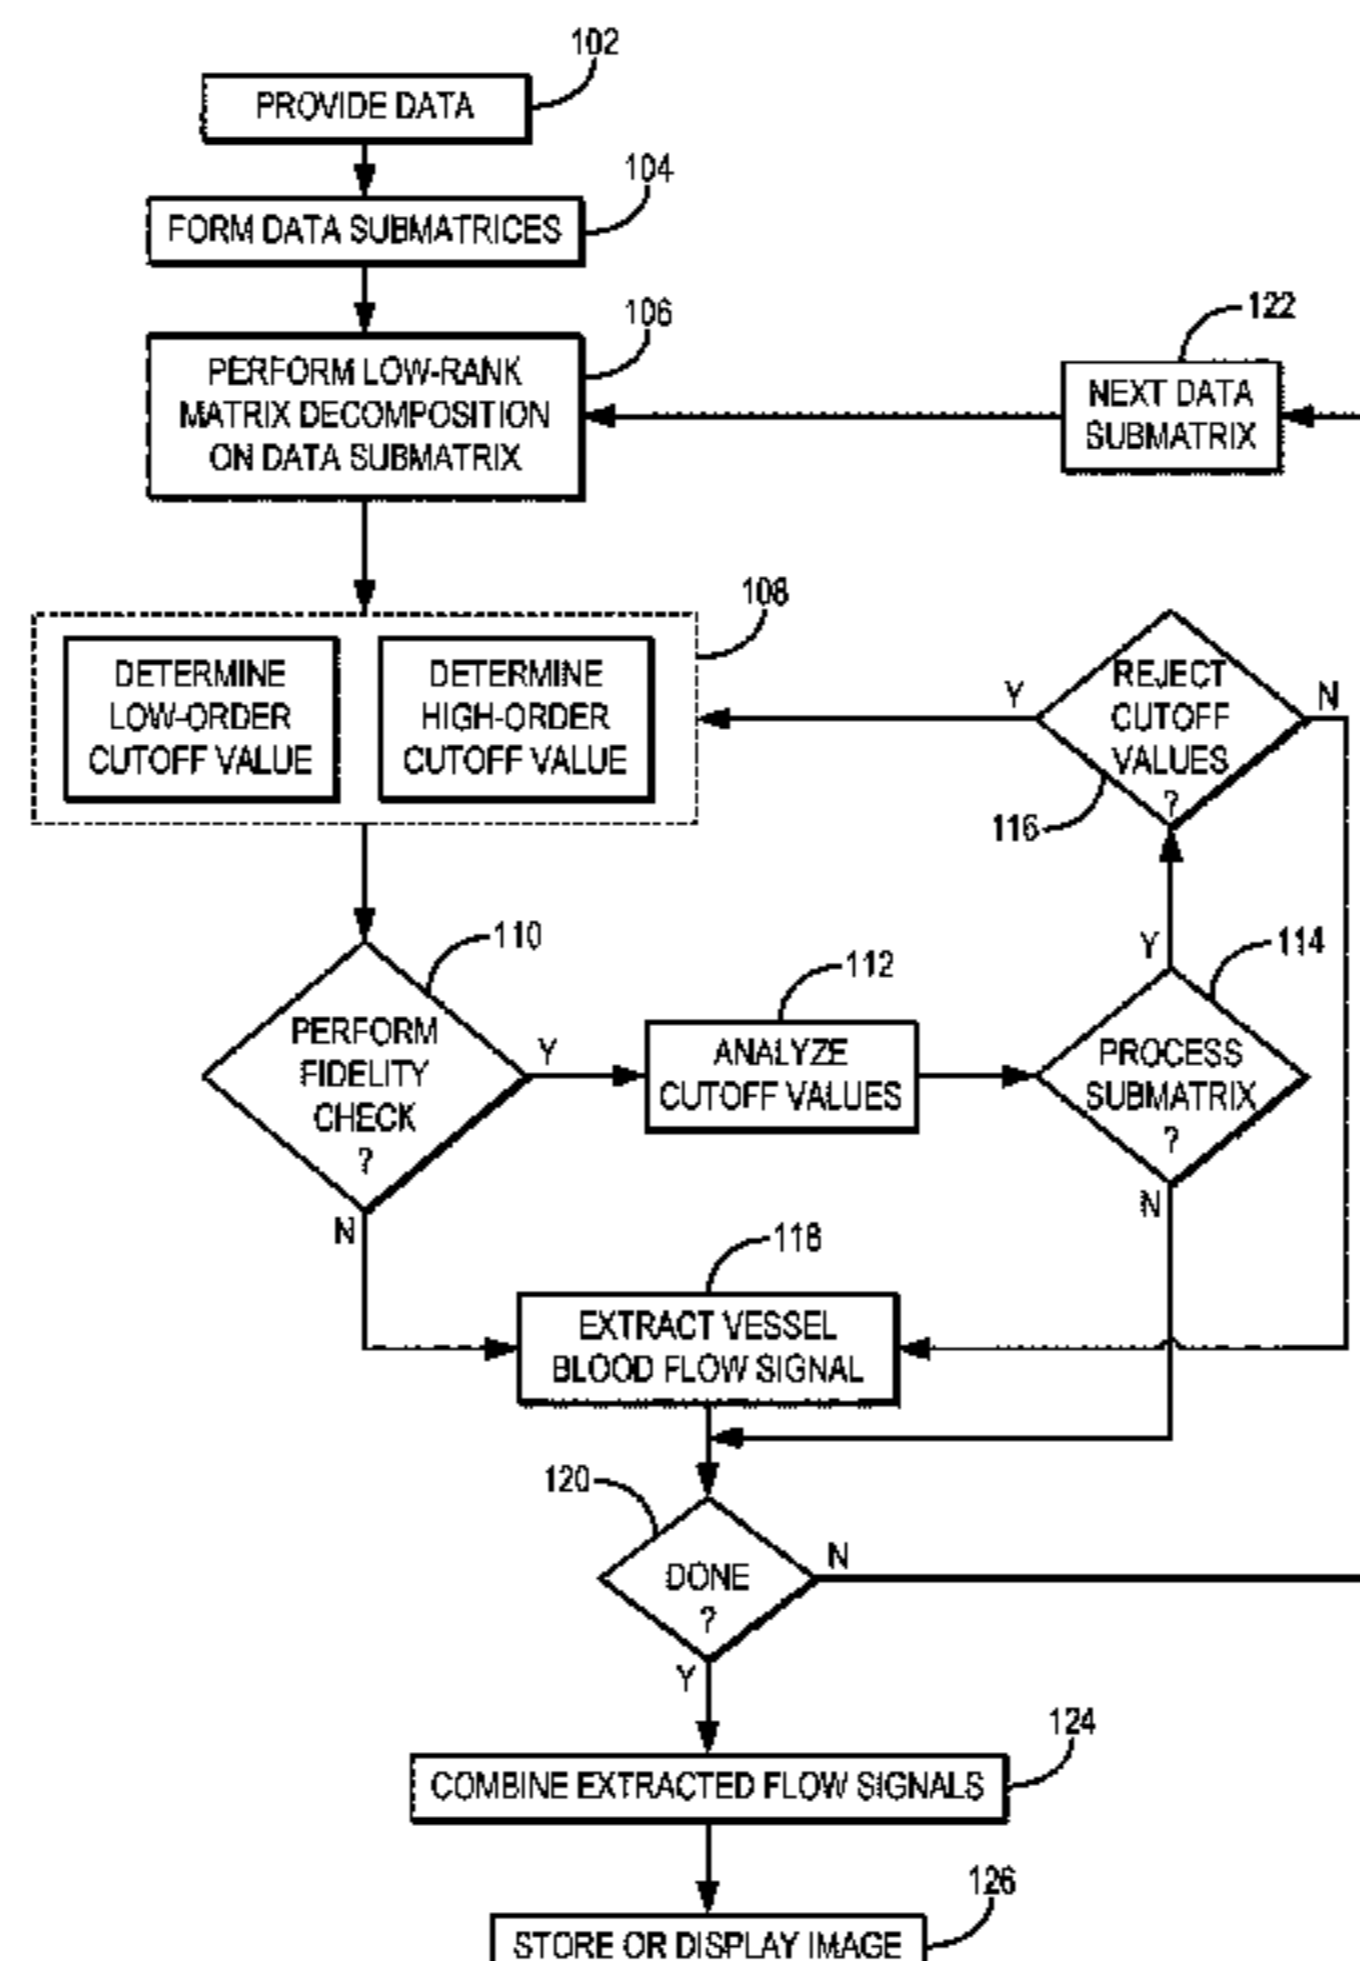 102
PROVIDE DATA
104
FORM DATA SUBMATRICES
106
PERFORM LOW-RANK
MATRIX DECOMPOSITION
ON DATA SUBMATRIX
122
NEXT DATA
SUBMATRIX
108
DETERMINE
LOW-ORDER
CUTOFF VALUE
DETERMINE
HIGH-ORDER
CUTOFF VALUE
Y
REJECT
CUTOFF
VALUES
?
N
116
110
PERFORM
FIDELITY
CHECK
?
Y
N
112
ANALYZE
CUTOFF VALUES
Y
114
PROCESS
SUBMATRIX
?
N
118
EXTRACT VESSEL
BLOOD FLOW SIGNAL
120
DONE
?
N
Y
124
COMBINE EXTRACTED FLOW SIGNALS
126
STORE OR DISPLAY IMAGE